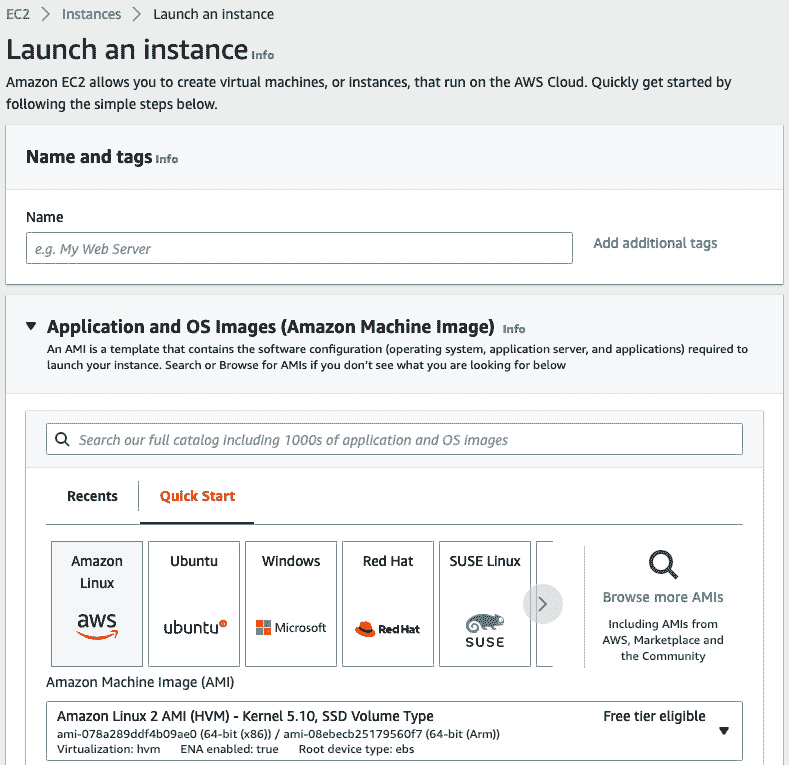 EC2 > Instances > Launch an instance
Launch an instance Info
Amazon EC2 allows you to create virtual machines, or instances, that run on the AWS Cloud. Quickly get started by
following the simple steps below.
Name and tags Info
Name
e.g. My Web Server
Add additional tags
Application and OS Images (Amazon Machine Image) Info
An AMI is a template that contains the software configuration (operating system, application server, and applications) required to
launch your instance. Search or Browse for AMIs if you don't see what you are looking for below
Search our full catalog including 1000s of application and OS images
Recents
Quick Start
Amazon
Linux
aws
Ubuntu
ubuntu
Windows
Microsoft
Red Hat
RedHat
SUSE Linux
SUSE
Browse more AMIs
Including AMIs from
AWS, Marketplace and
the Community
Amazon Machine Image (AMI)
Amazon Linux 2 AMI (HVM) - Kernel 5.10, SSD Volume Type
Free tier eligible
ami-078a289ddf4b09ae0 (64-bit (x86)) / ami-08ebecb25179560f7 (64-bit (Arm))
Virtualization: hvm ENA enabled: true Root device type: ebs